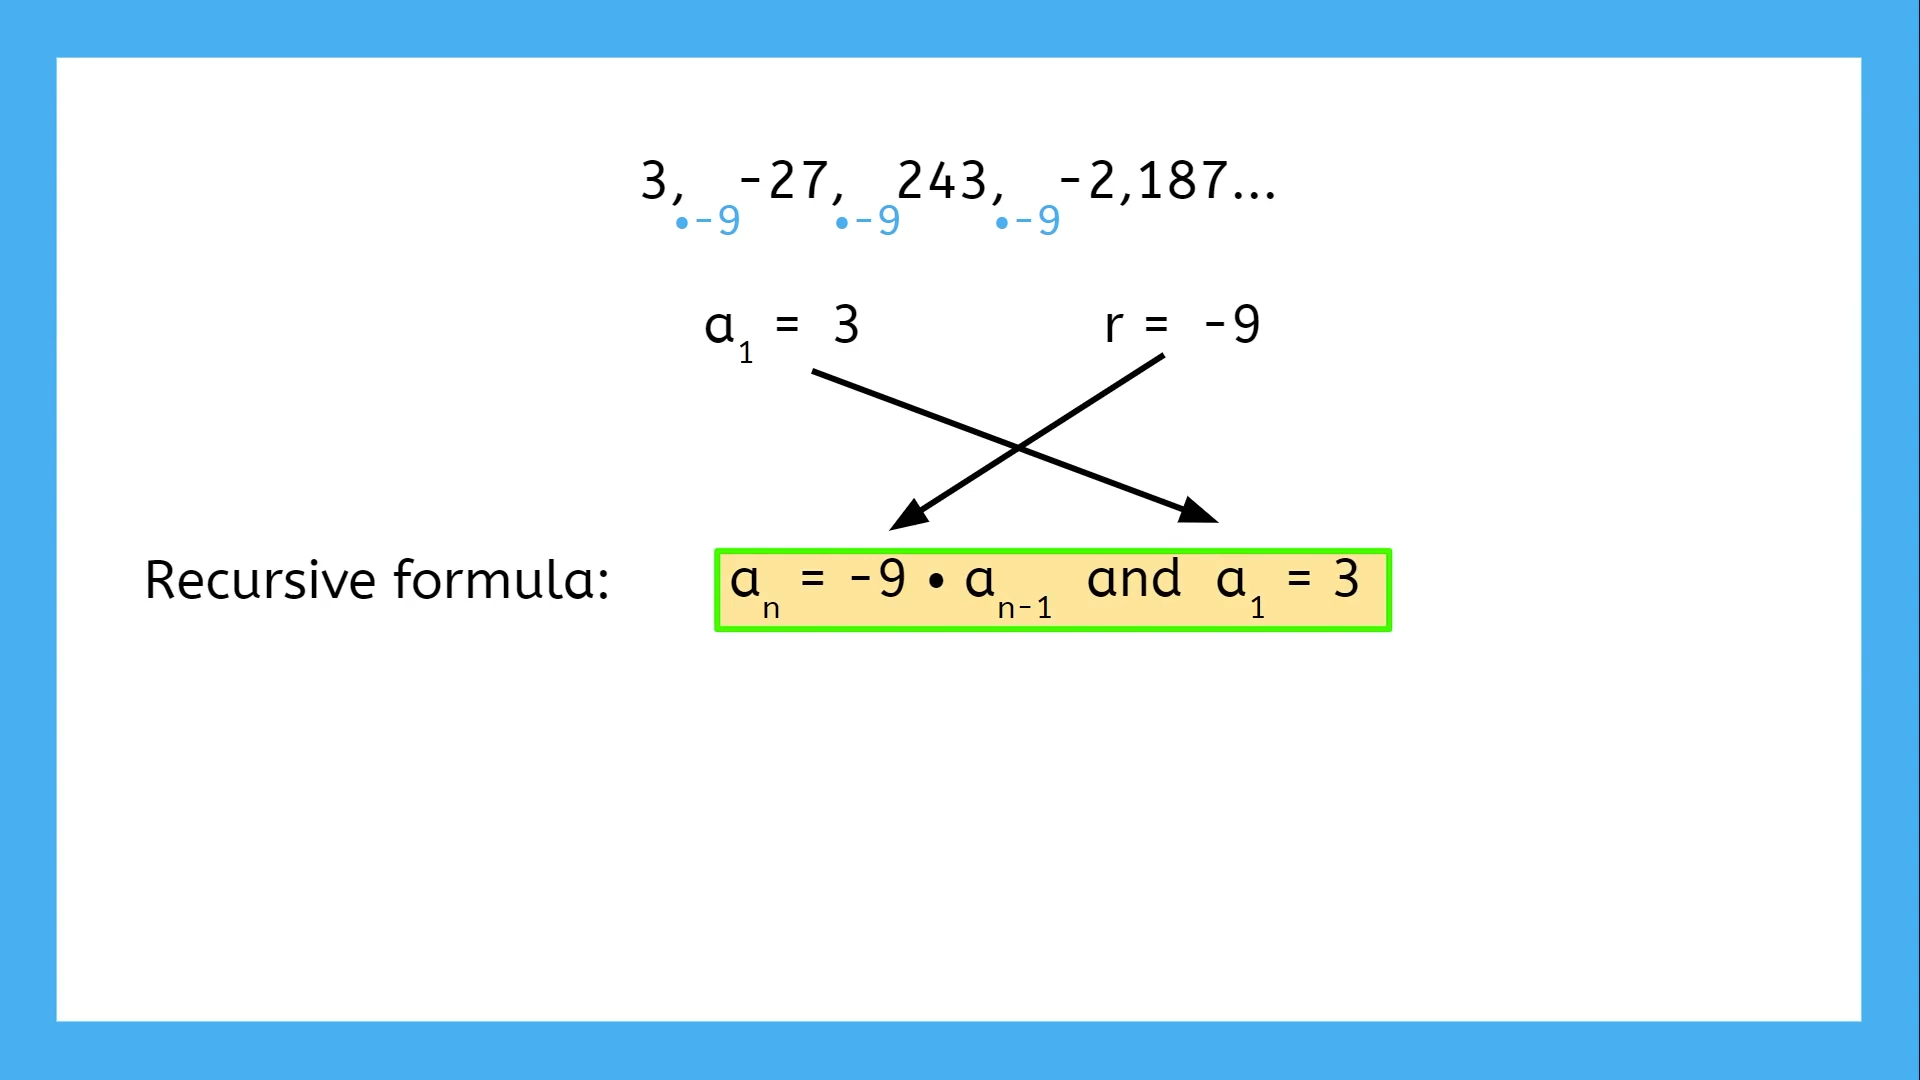 3, -27, 243, -2,187...
•-9 •-9 •-9
a₁ = 3 r = -9
Recursive formula: aₙ = -9 • aₙ₋₁ and a₁ = 3